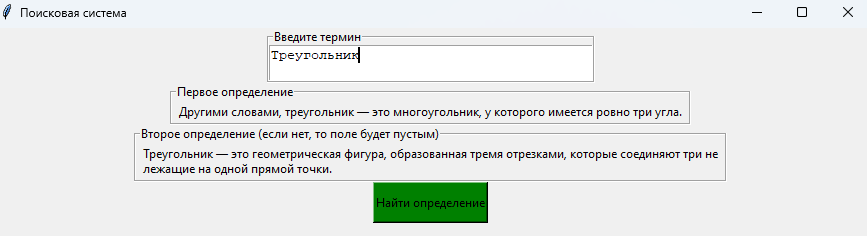 Поисковая система
Введите термин
Треугольник
Первое определение
Другими словами, треугольник — это многоугольник, у которого имеется ровно три угла.
Второе определение (если нет, то поле будет пустым)
Треугольник — это геометрическая фигура, образованная тремя отрезками, которые соединяют три не
лежащие на одной прямой точки.
Найти определение